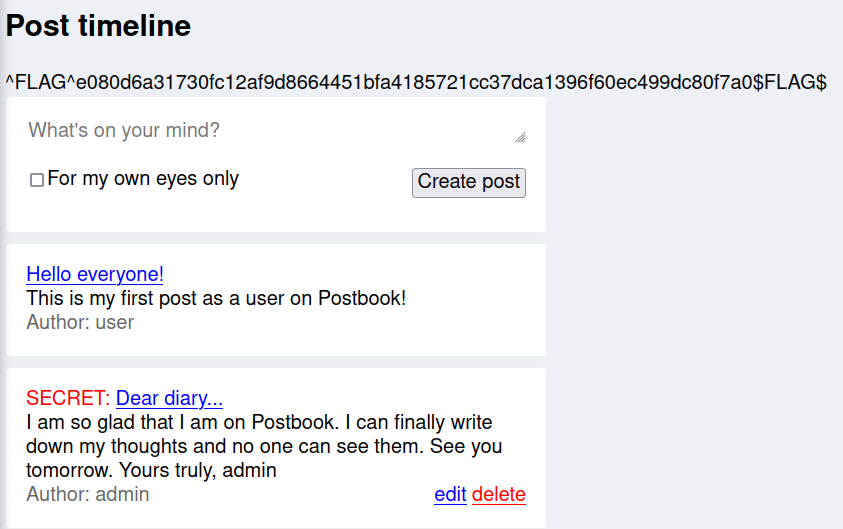 Post timeline
^FLAG^e080d6a31730fc12af9d8664451bfa4185721cc37dca1396f60ec499dc80f7a0$FLAG$
What's on your mind?
For my own eyes only
Create post
Hello everyone!
This is my first post as a user on Postbook!
Author: user
SECRET: Dear diary...
I am so glad that I am on Postbook. I can finally write
down my thoughts and no one can see them. See you
tomorrow. Yours truly, admin
Author: admin
edit delete